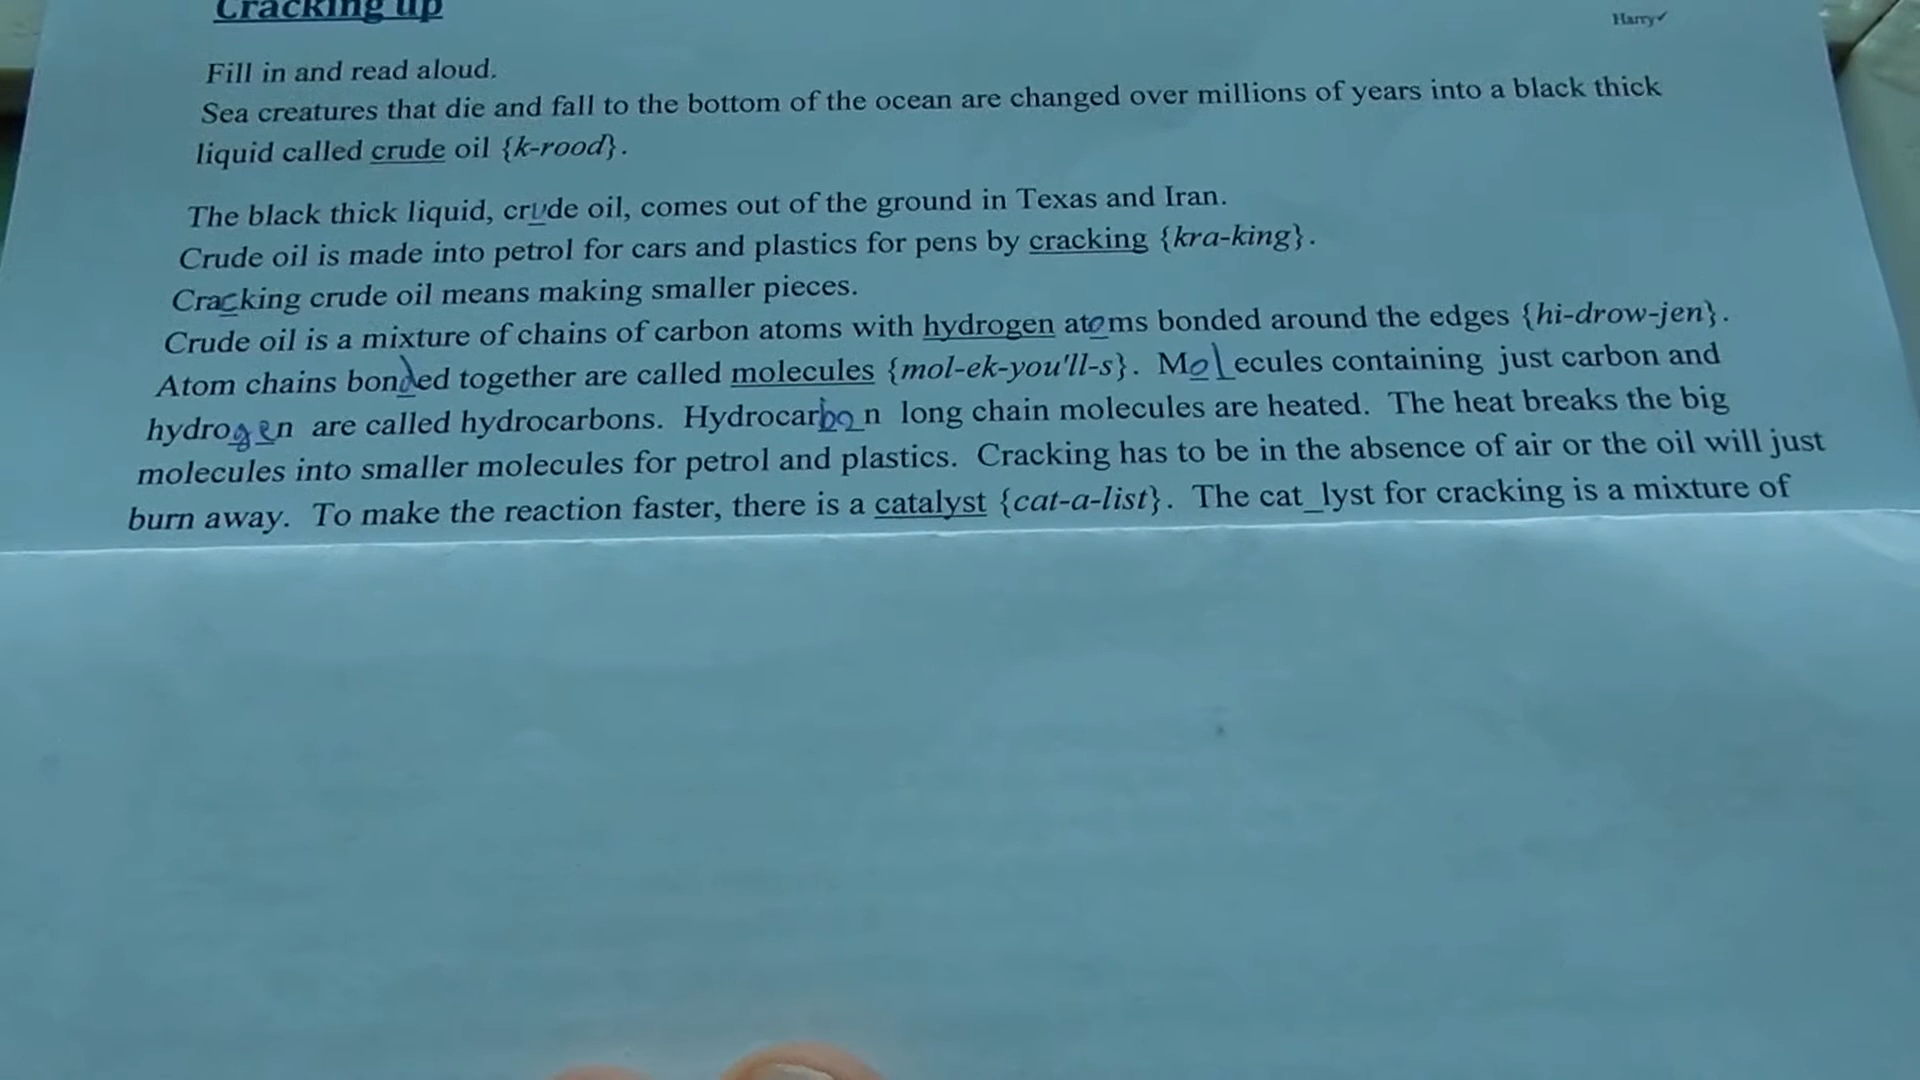 Cracking up
Harry✓
Fill in and read aloud.
Sea creatures that die and fall to the bottom of the ocean are changed over millions of years into a black thick
liquid called crude oil {k-rood}.
The black thick liquid, crude oil, comes out of the ground in Texas and Iran.
Crude oil is made into petrol for cars and plastics for pens by cracking {kra-king}.
Cracking crude oil means making smaller pieces.
Crude oil is a mixture of chains of carbon atoms with hydrogen atoms bonded around the edges {hi-drow-jen}.
Atom chains bonded together are called molecules {mol-ek-you'll-s}. Molecules containing just carbon and
hydrogen are called hydrocarbons. Hydrocarbon long chain molecules are heated. The heat breaks the big
molecules into smaller molecules for petrol and plastics. Cracking has to be in the absence of air or the oil will just
burn away. To make the reaction faster, there is a catalyst {cat-a-list}. The cat_lyst for cracking is a mixture of